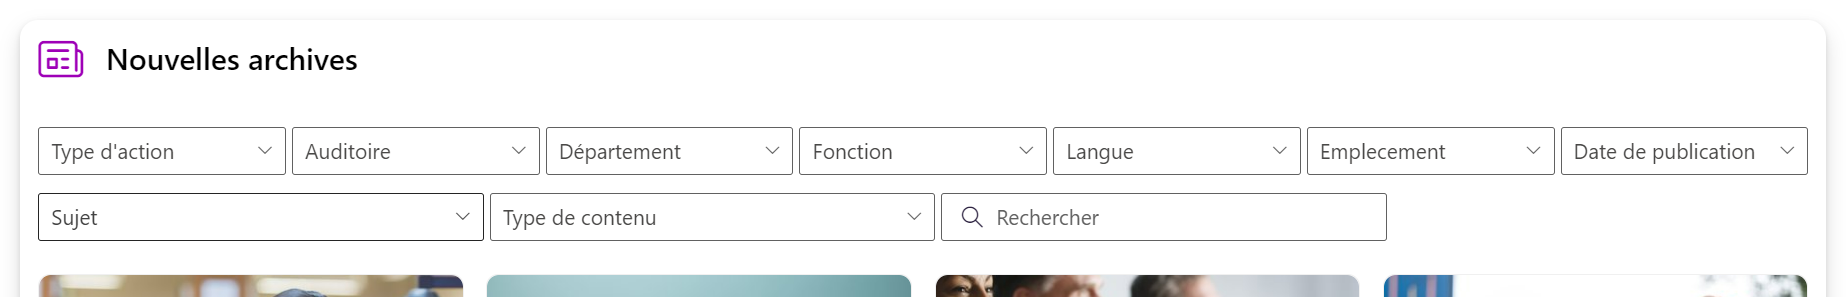 Nouvelles archives
Type d'action
Auditoire
Département
Fonction
Langue
Emplecement
Date de publication
Sujet
Type de contenu
Rechercher